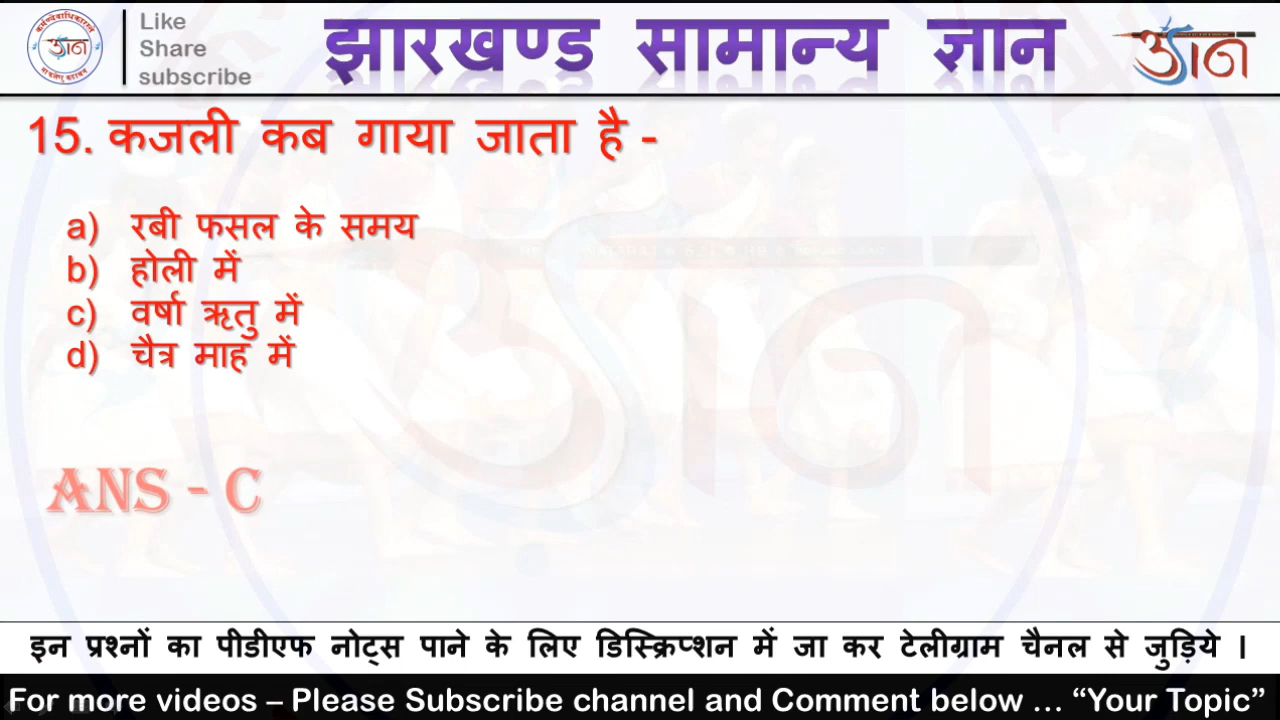 Like
Share
subscribe
झारखण्ड सामान्य ज्ञान
ज्ञान
15. कजली कब गाया जाता है -
a) रबी फसल के समय
b) होली में
c) वर्षा ऋतु में
d) चैत्र माह में
ANS - C
इन प्रश्नों का पीडीएफ नोट्स पाने के लिए डिस्क्रिप्शन में जा कर टेलीग्राम चैनल से जुड़िये ।
For more videos – Please Subscribe channel and Comment below ... “Your Topic”